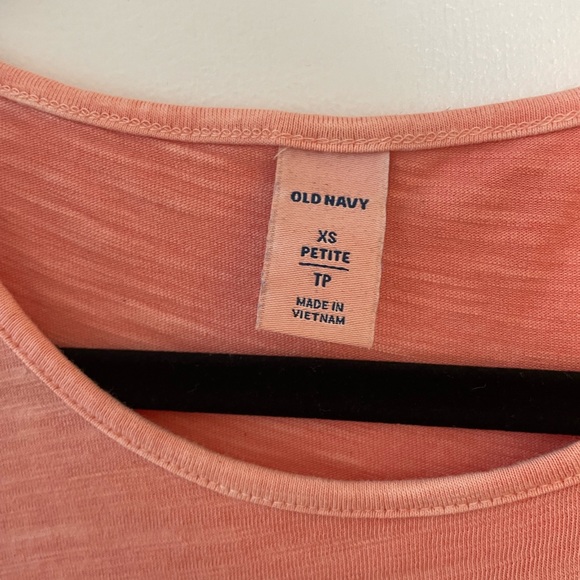 OLD NAVY
XS
PETITE
TP
MADE IN
VIETNAM